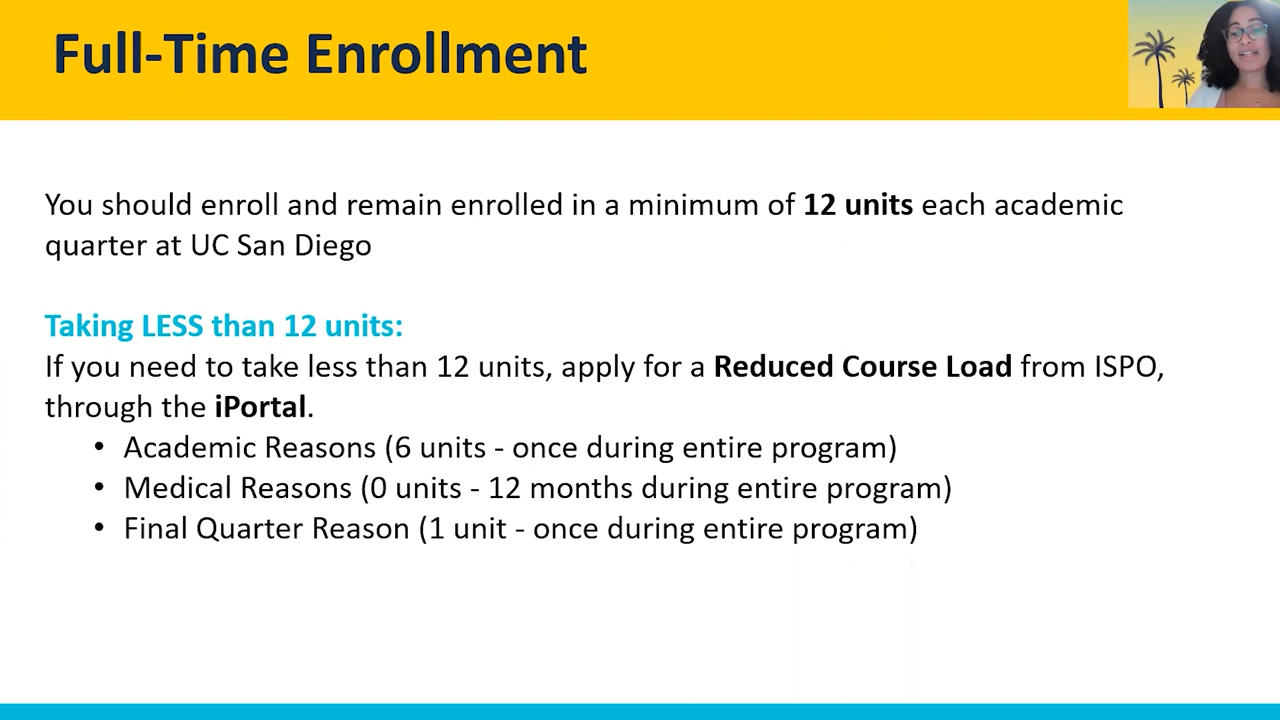 Full-Time Enrollment
You should enroll and remain enrolled in a minimum of 12 units each academic
quarter at UC San Diego
Taking LESS than 12 units:
If you need to take less than 12 units, apply for a Reduced Course Load from ISPO,
through the iPortal.
• Academic Reasons (6 units - once during entire program)
• Medical Reasons (0 units - 12 months during entire program)
• Final Quarter Reason (1 unit - once during entire program)